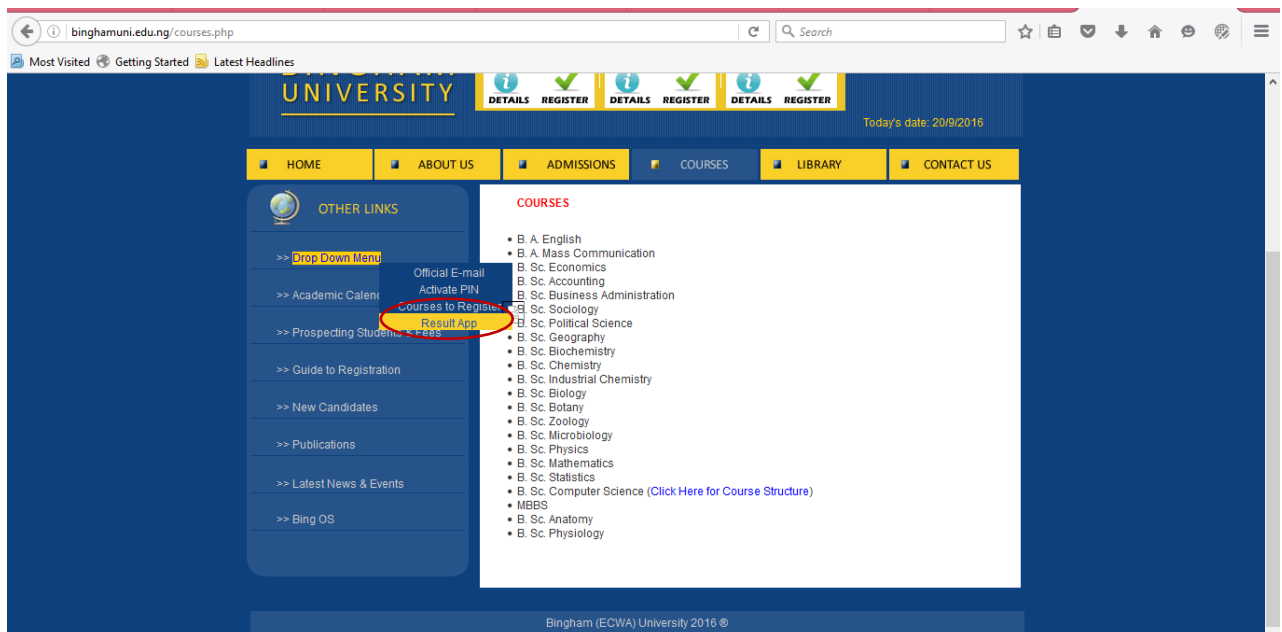 binghamuni.edu.ng/courses.php
Search
Most Visited Getting Started Latest Headlines
UNIVERSITY
DETAILS REGISTER DETAILS REGISTER DETAILS REGISTER
Today's date: 20/9/2016
HOME ABOUT US ADMISSIONS COURSES LIBRARY CONTACT US
OTHER LINKS
>> Drop Down Menu
Official E-mail
Activate PIN
Courses to Register
Result App
>> Academic
>> Prospecting Students & Fees
>> Guide to Registration
>> New Candidates
>> Publications
>> Latest News & Events
>> Bing OS
COURSES
• B. A. English
• B. A. Mass Communication
B. Sc. Economics
B. Sc. Accounting
B. Sc. Business Administration
B. Sc. Sociology
B. Sc. Political Science
• B. Sc. Geography
• B. Sc. Biochemistry
• B. Sc. Chemistry
• B. Sc. Industrial Chemistry
• B. Sc. Biology
• B. Sc. Botany
• B. Sc. Zoology
• B. Sc. Microbiology
• B. Sc. Physics
• B. Sc. Mathematics
• B. Sc. Statistics
• B. Sc. Computer Science (Click Here for Course Structure)
• MBBS
• B. Sc. Anatomy
• B. Sc. Physiology
Bingham (ECWA) University 2016 ®